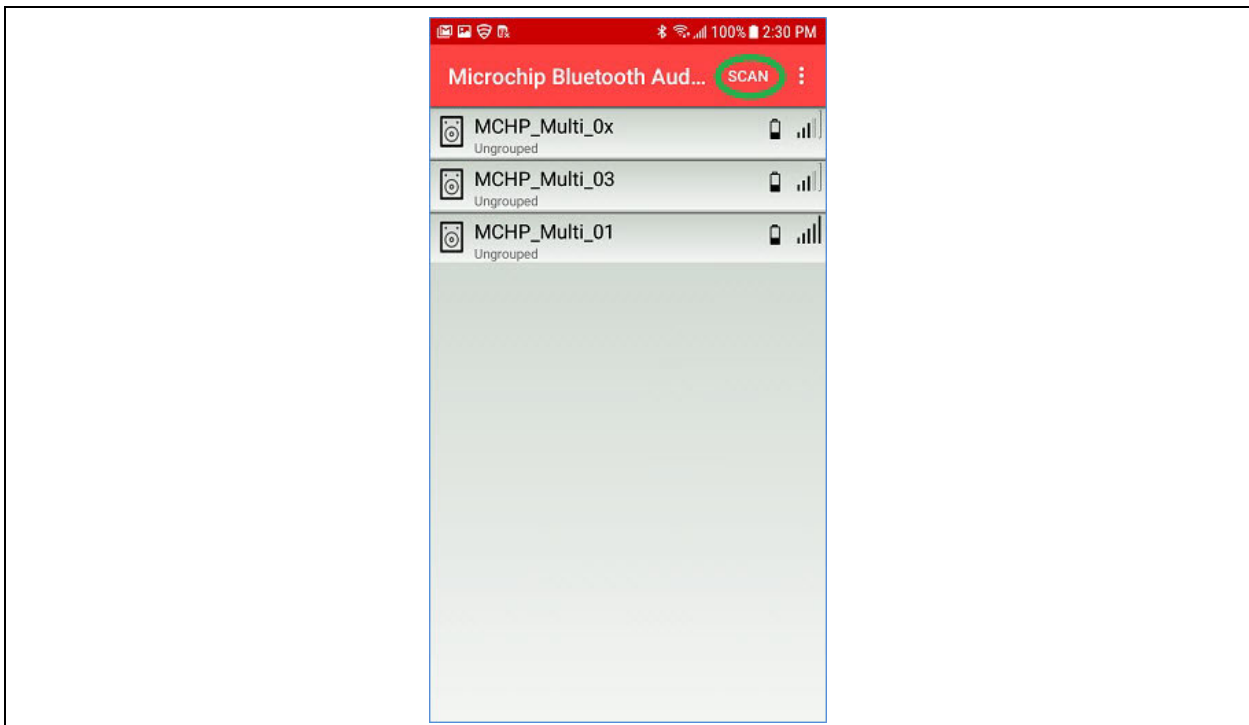 100% 2:30 PM
Microchip Bluetooth Aud... SCAN
MCHP_Multi_0x
Ungrouped
MCHP_Multi_03
Ungrouped
MCHP_Multi_01
Ungrouped